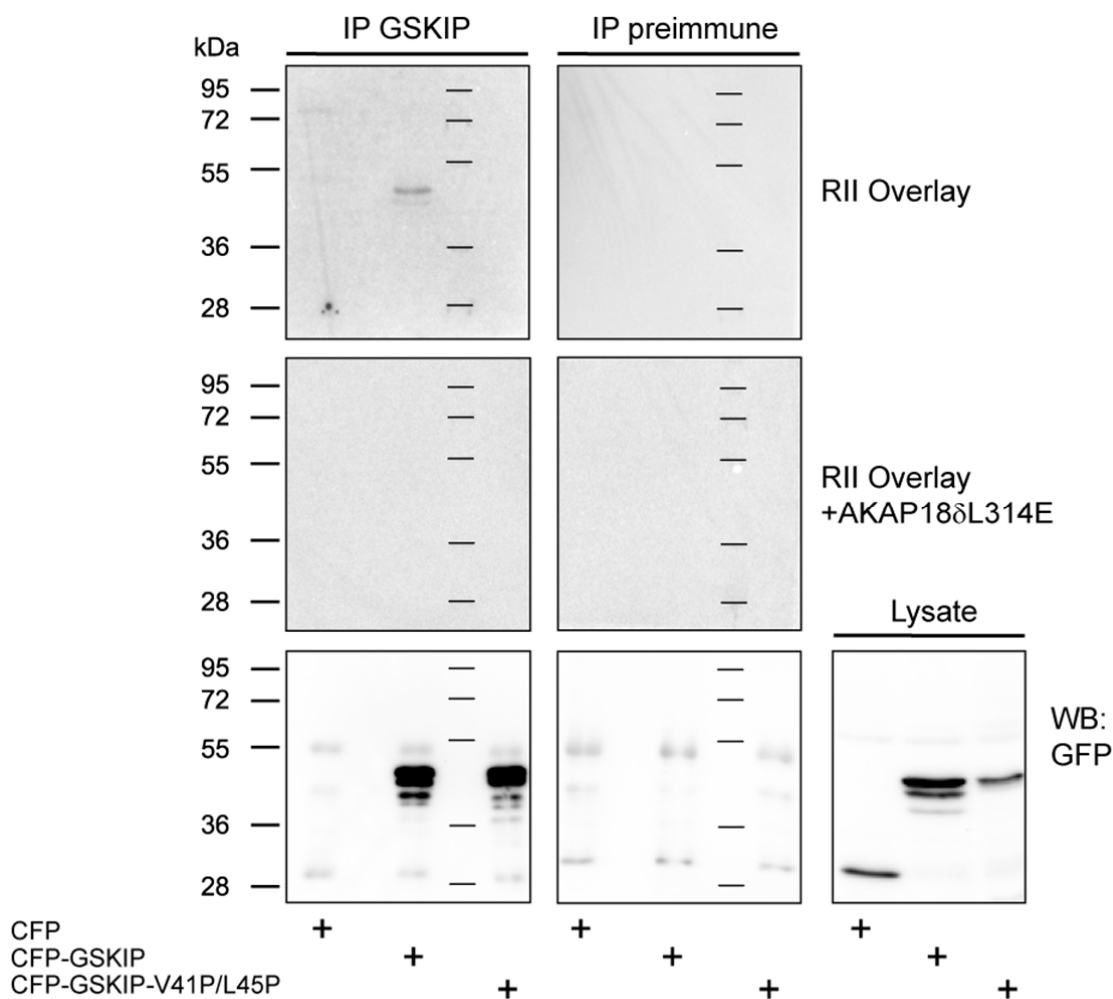 IP GSKIP
IP preimmune
kDa
95
72
55
36
28
RII Overlay
95
72
55
36
28
RII Overlay
+AKAP18δL314E
Lysate
95
72
55
36
28
WB:
GFP
CFP + + +
CFP-GSKIP + + +
CFP-GSKIP-V41P/L45P + + +